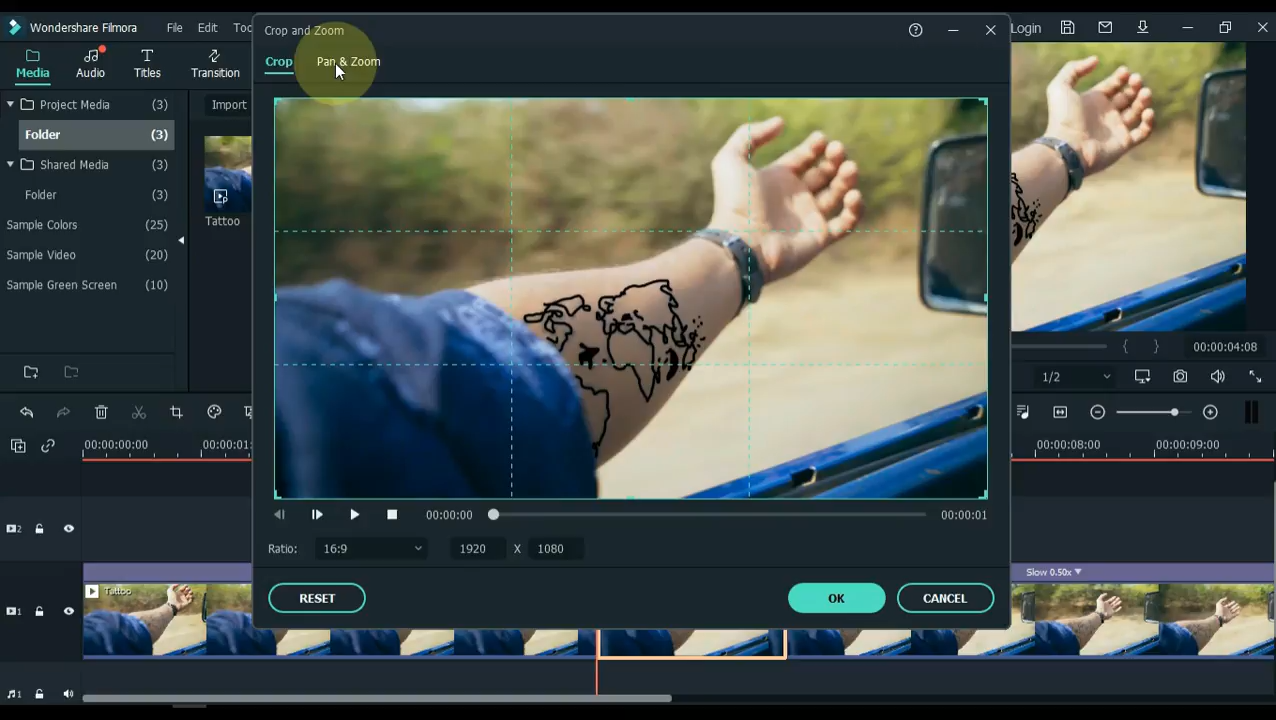 Wondershare Filmora
File
Edit
Login
Media
Audio
Titles
Transition
Project Media (3)
Folder (3)
Shared Media (3)
Folder (3)
Sample Colors (25)
Sample Video (20)
Sample Green Screen (10)
Import
Tattoo
Crop and Zoom
Crop
Pan & Zoom
00:00:00
00:00:01
Ratio: 16:9 1920 X 1080
RESET
OK
CANCEL
00:00:04:08
1/2
00:00:00:00
00:00:08:00
00:00:09:00
Slow 0.50x
Tattoo
2
1
1